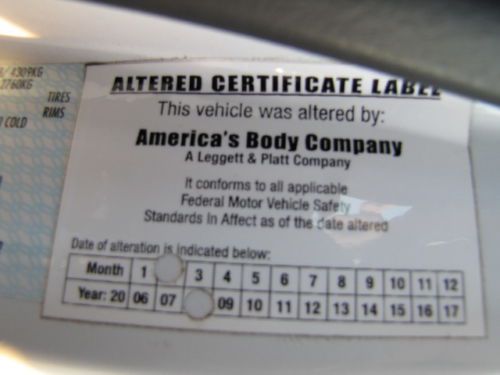 / 4309KG
1760KG
TIRES
RIMS
COLD
ALTERED CERTIFICATE LABEL
This vehicle was altered by:
America's Body Company
A Leggett & Platt Company
It conforms to all applicable
Federal Motor Vehicle Safety
Standards In Affect as of the date altered
Date of alteration is Indicated below:
Month 1 3 4 5 6 7 8 9 10 11 12
Year: 20 06 07 09 10 11 12 13 14 15 16 17